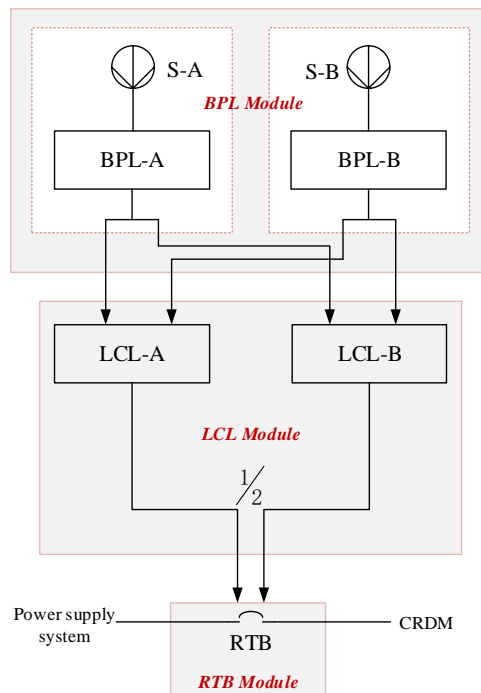 S-A
S-B
BPL Module
BPL-A
BPL-B
LCL-A
LCL-B
LCL Module
1/2
Power supply
system
RTB
CRDM
RTB Module